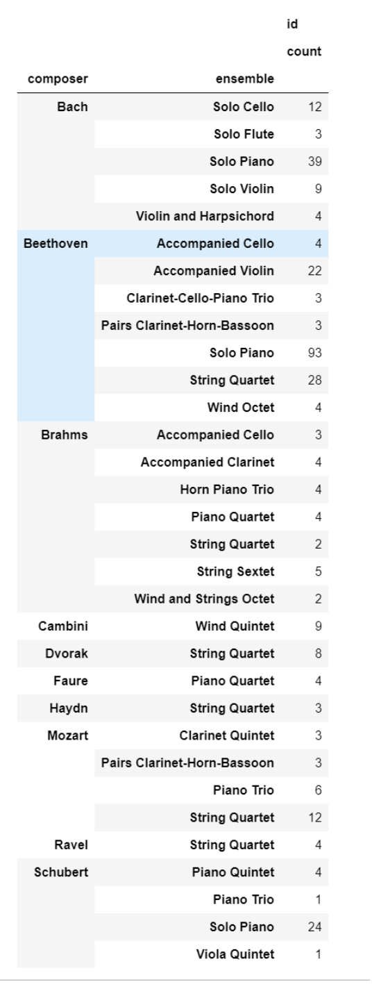 id
count
composer ensemble
Bach Solo Cello 12
Solo Flute 3
Solo Piano 39
Solo Violin 9
Violin and Harpsichord 4
Beethoven Accompanied Cello 4
Accompanied Violin 22
Clarinet-Cello-Piano Trio 3
Pairs Clarinet-Horn-Bassoon 3
Solo Piano 93
String Quartet 28
Wind Octet 4
Brahms Accompanied Cello 3
Accompanied Clarinet 4
Horn Piano Trio 4
Piano Quartet 4
String Quartet 2
String Sextet 5
Wind and Strings Octet 2
Cambini Wind Quintet 9
Dvorak String Quartet 8
Faure Piano Quartet 4
Haydn String Quartet 3
Mozart Clarinet Quintet 3
Pairs Clarinet-Horn-Bassoon 3
Piano Trio 6
String Quartet 12
Ravel String Quartet 4
Schubert Piano Quintet 4
Piano Trio 1
Solo Piano 24
Viola Quintet 1